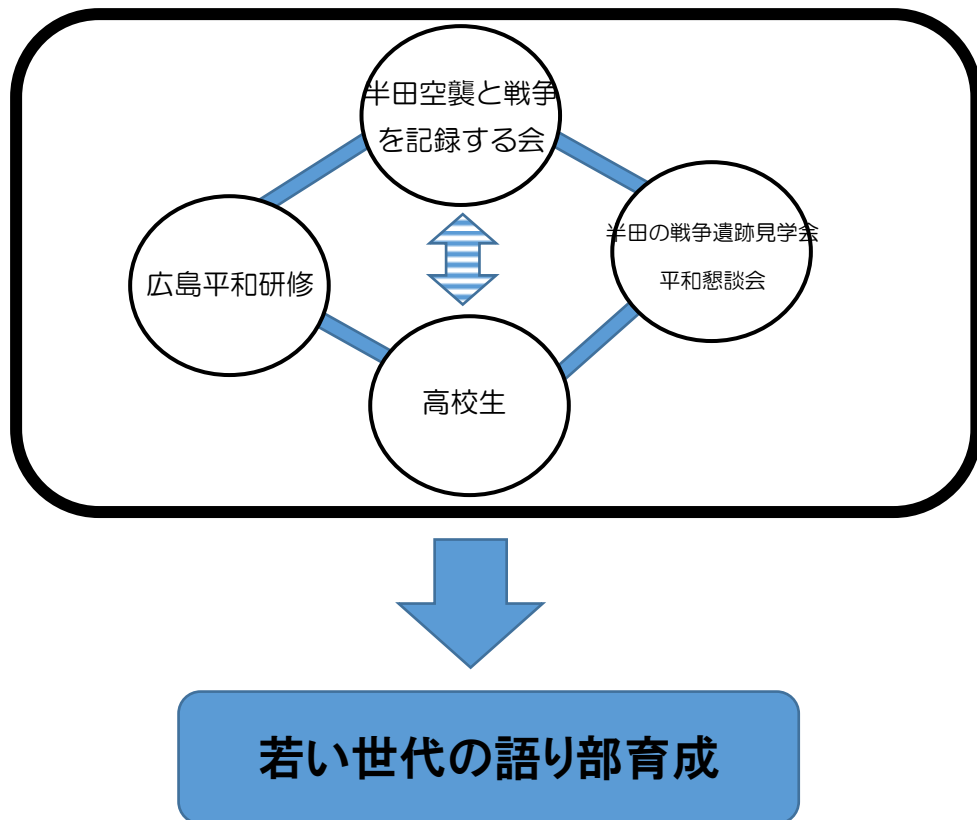 半田空襲と戦争
を記録する会
半田の戦争遺跡見学会
平和懇談会
広島平和研修
高校生
若い世代の語り部育成